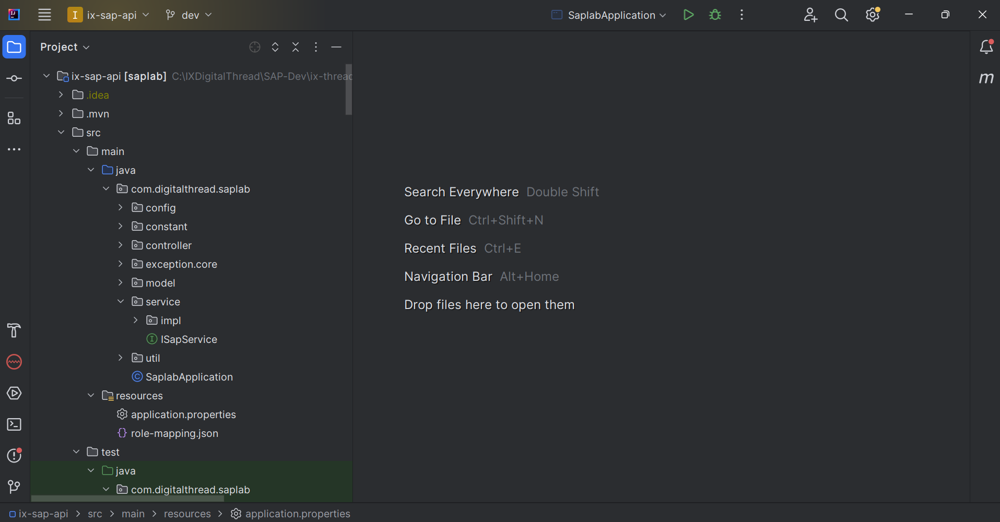 I ix-sap-api dev SaplabApplication
Project
ix-sap-api [saplab] C:\IXDigitalThread\SAP-Dev\ix-thread
.idea
.mvn
src
main
java
com.digitalthread.saplab
config
constant
controller
exception.core
model
service
impl
I ISapService
util
C SaplabApplication
resources
application.properties
{} role-mapping.json
test
java
com.digitalthread.saplab
Search Everywhere Double Shift
Go to File Ctrl+Shift+N
Recent Files Ctrl+E
Navigation Bar Alt+Home
Drop files here to open them
m
ix-sap-api > src > main > resources > application.properties